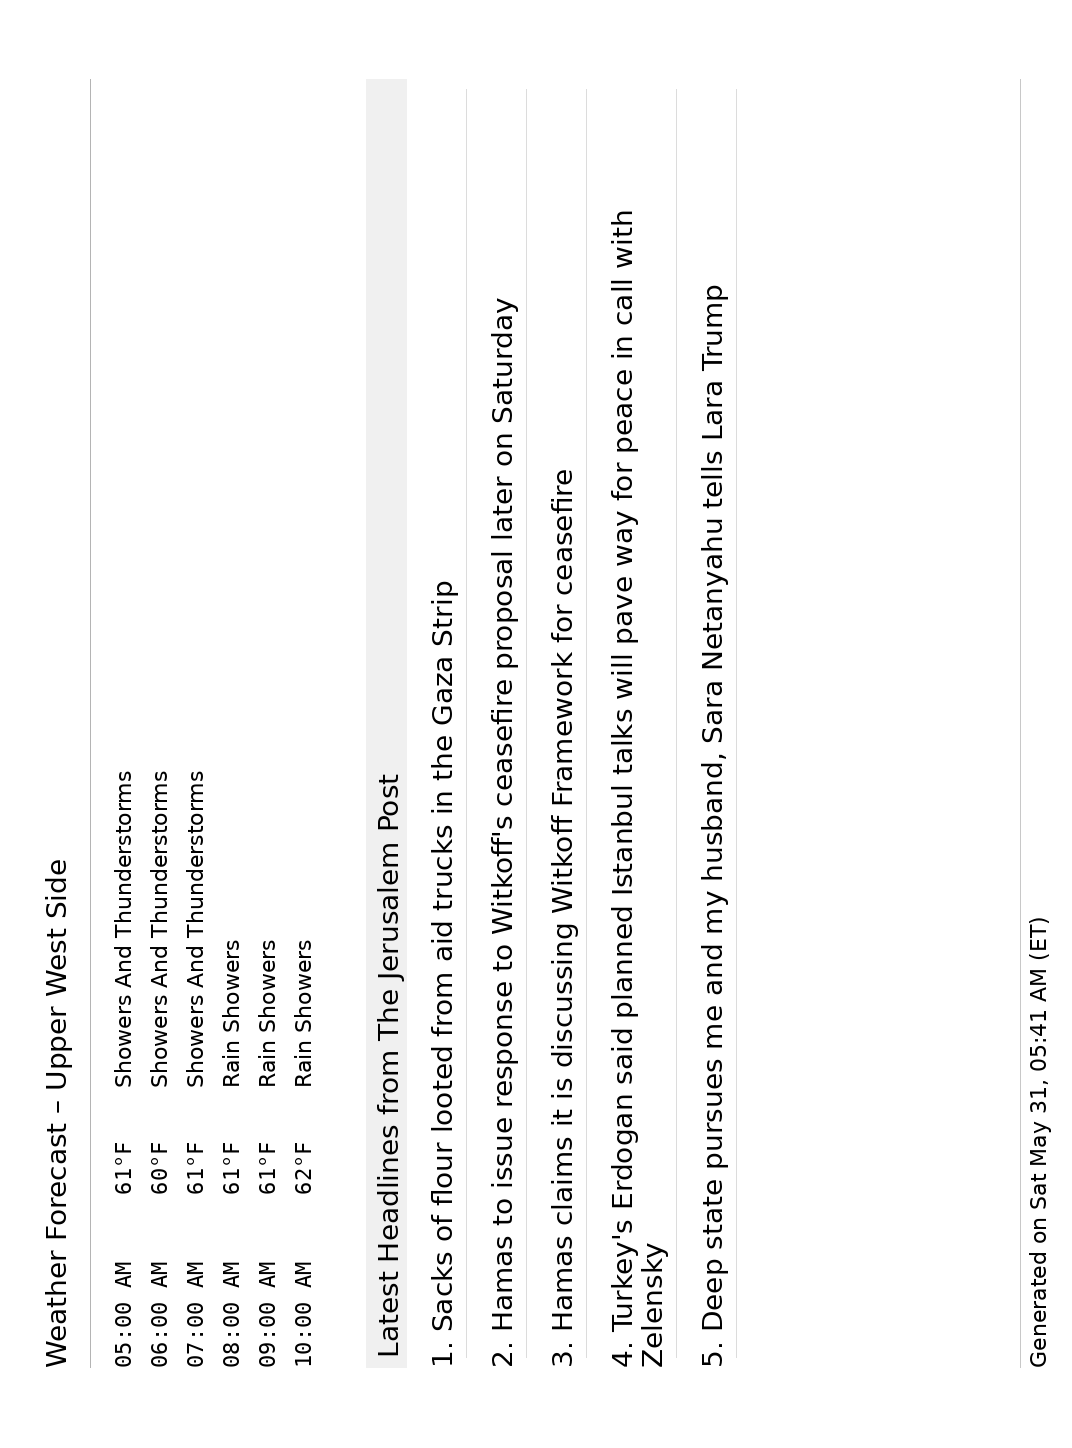 Weather Forecast – Upper West Side
05:00 AM 61°F Showers And Thunderstorms
06:00 AM 60°F Showers And Thunderstorms
07:00 AM 61°F Showers And Thunderstorms
08:00 AM 61°F Rain Showers
09:00 AM 61°F Rain Showers
10:00 AM 62°F Rain Showers
Latest Headlines from The Jerusalem Post
1. Sacks of flour looted from aid trucks in the Gaza Strip
2. Hamas to issue response to Witkoff's ceasefire proposal later on Saturday
3. Hamas claims it is discussing Witkoff Framework for ceasefire
4. Turkey's Erdogan said planned Istanbul talks will pave way for peace in call with
Zelensky
5. Deep state pursues me and my husband, Sara Netanyahu tells Lara Trump
Generated on Sat May 31, 05:41 AM (ET)